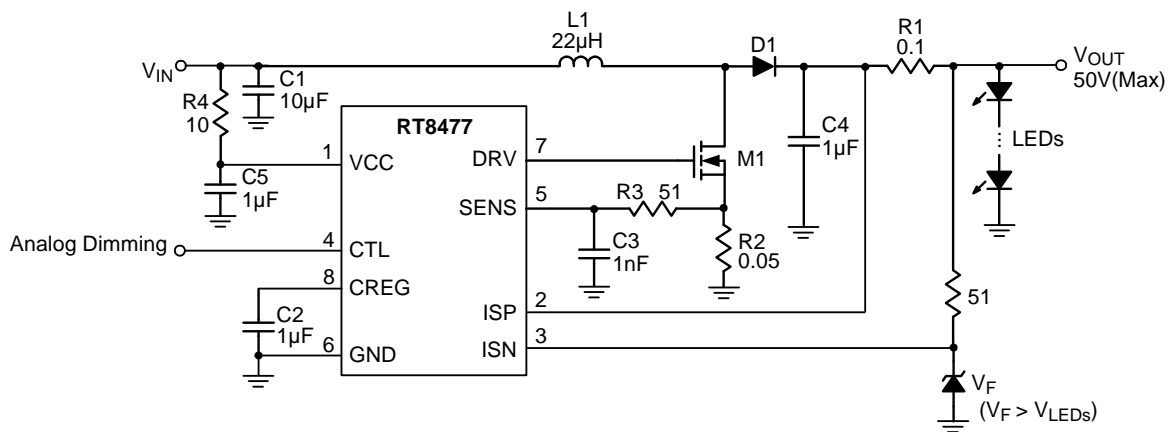 L1
22µH
D1
R1
0.1
VIN
VOUT
50V(Max)
C1
10µF
R4
10
RT8477
C4
1µF
LEDs
1
VCC
7
DRV
M1
C5
1µF
5
SENS
R3
51
Analog Dimming
4
CTL
C3
1nF
R2
0.05
8
CREG
2
ISP
51
C2
1µF
6
GND
3
ISN
VF
(VF > VLEDs)